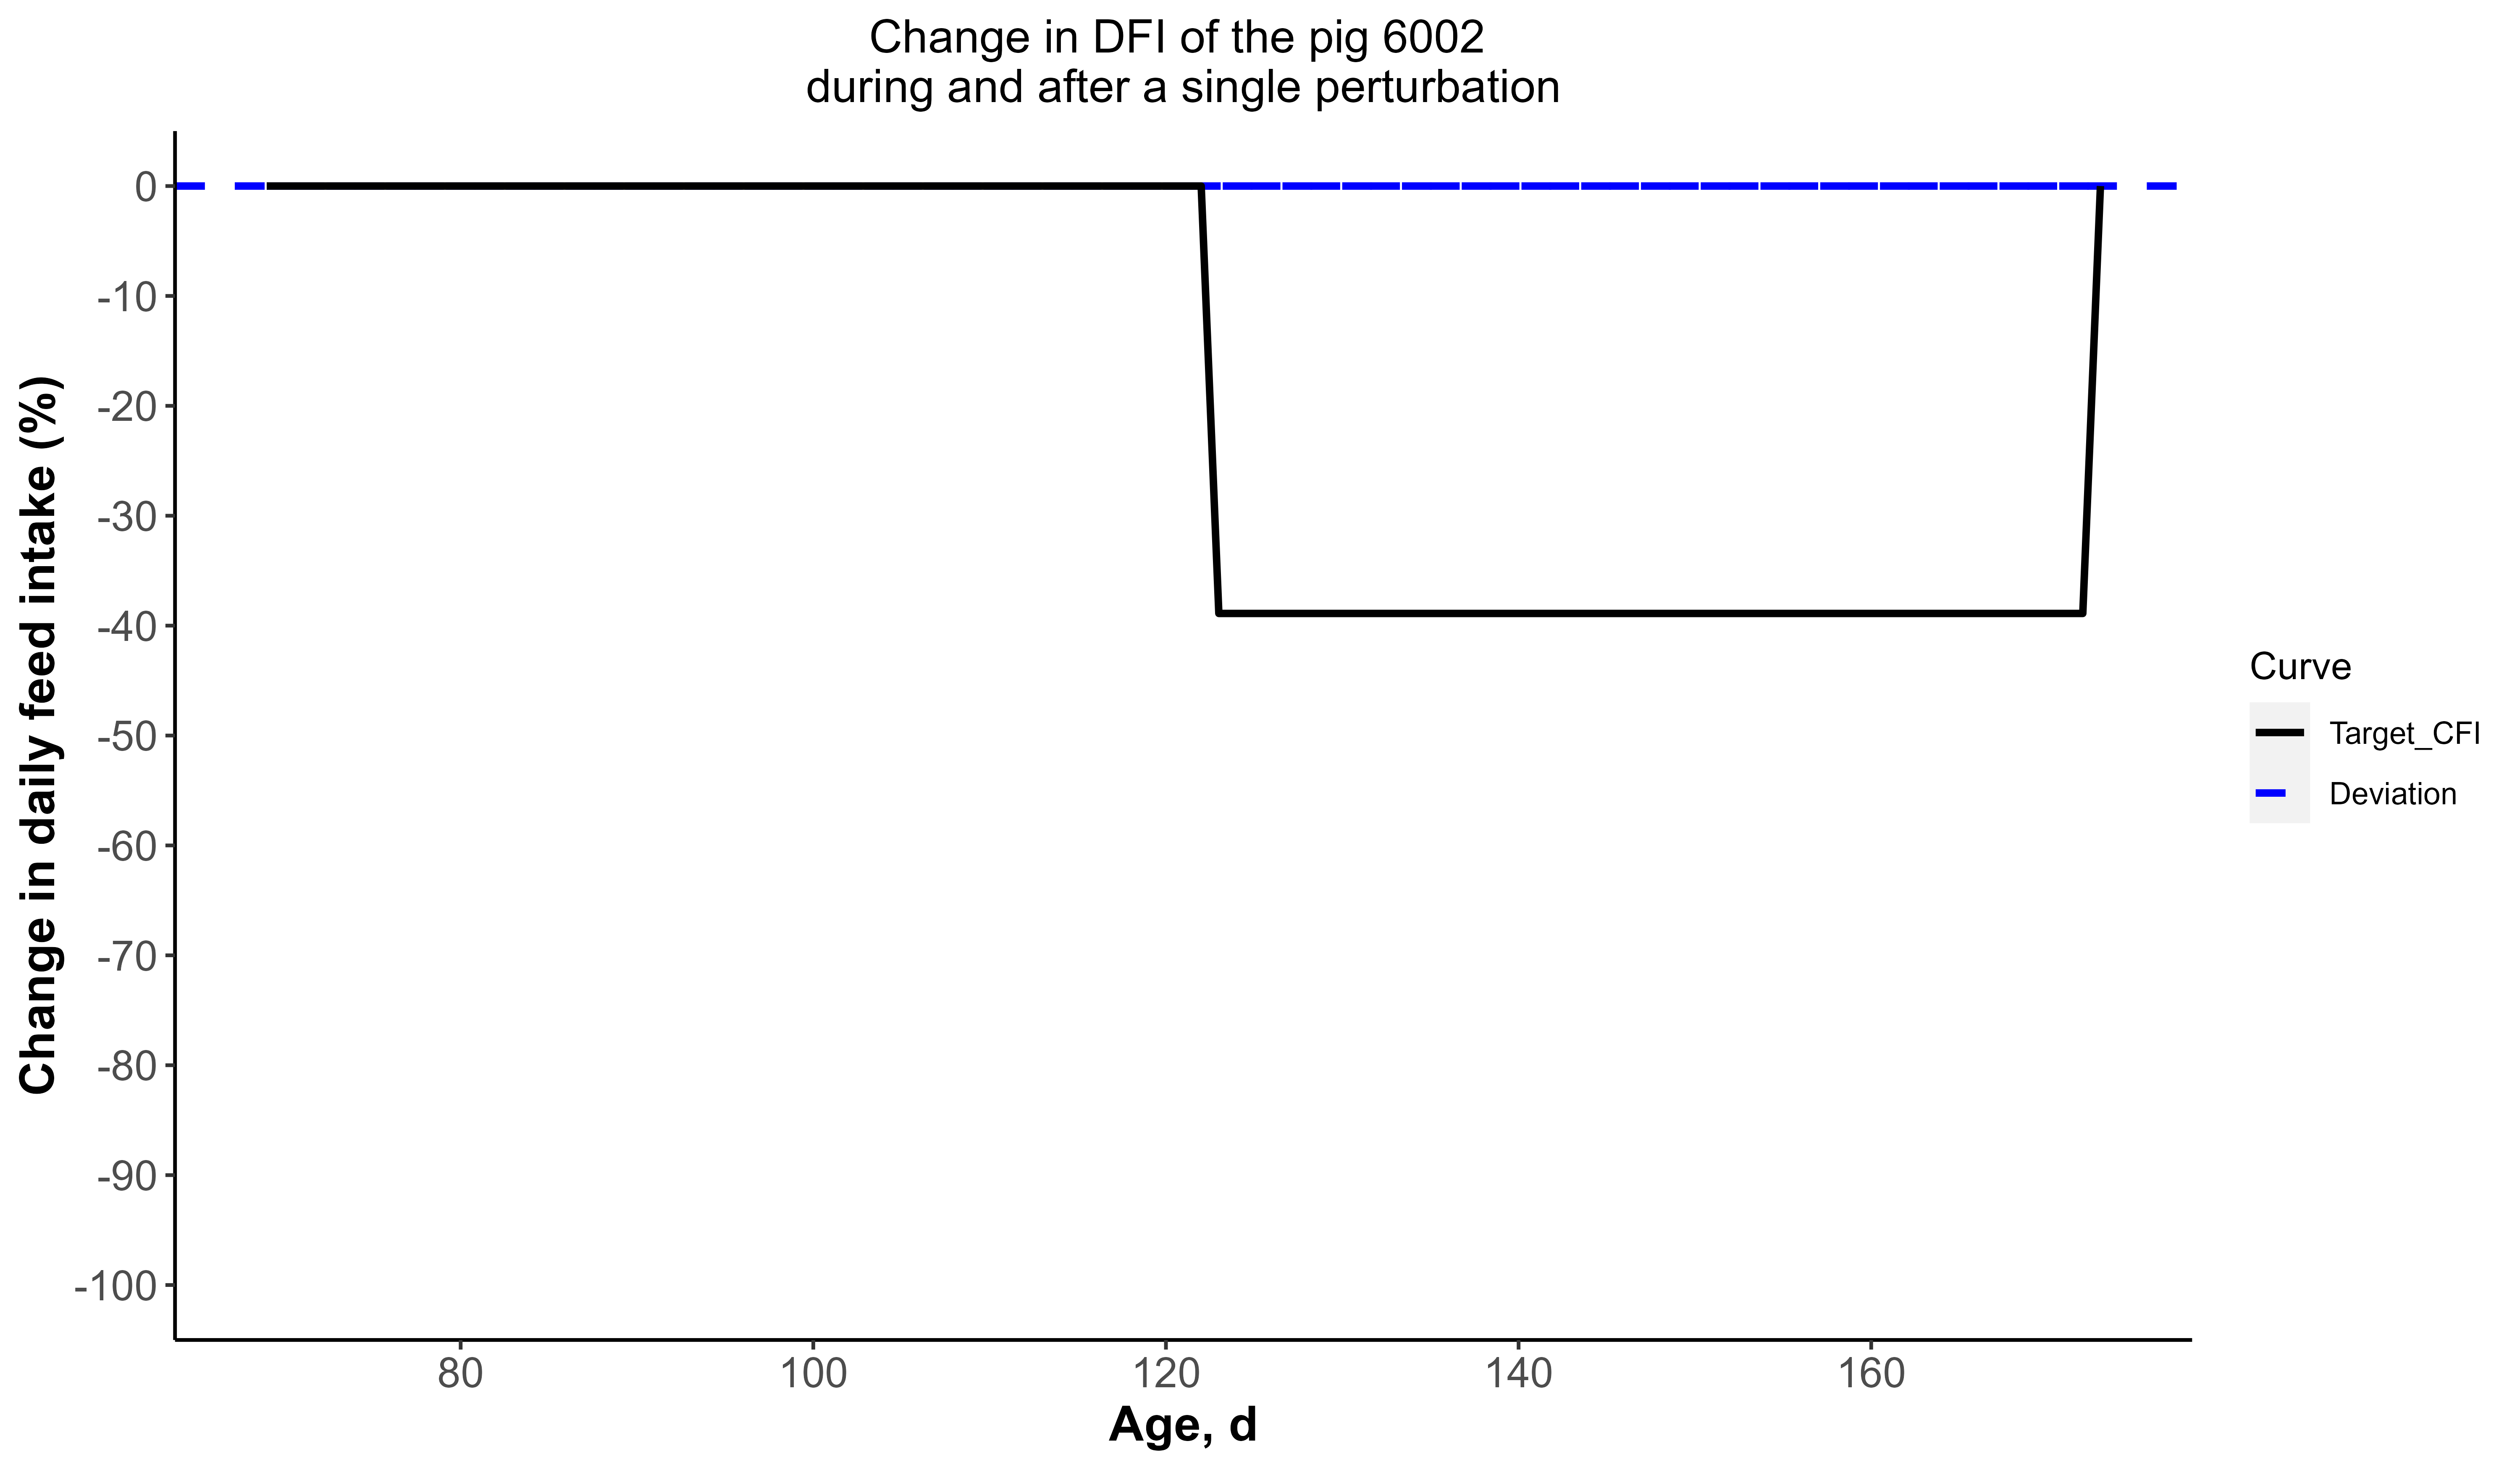 Change in DFI of the pig 6002
during and after a single perturbation
Change in daily feed intake (%)
0
-10
-20
-30
-40
-50
-60
-70
-80
-90
-100
80
100
120
140
160
Age, d
Curve
Target_CFI
Deviation